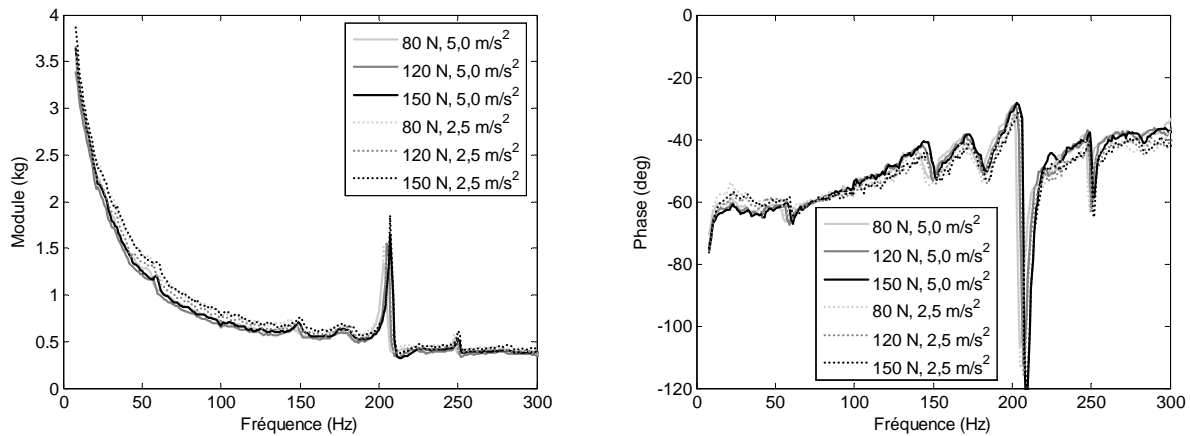 4
3.5
3
2.5
2
1.5
1
0.5
0
0 50 100 150 200 250 300
Module (kg)
Fréquence (Hz)
80 N, 5,0 m/s²
120 N, 5,0 m/s²
150 N, 5,0 m/s²
80 N, 2,5 m/s²
120 N, 2,5 m/s²
150 N, 2,5 m/s²
0
-20
-40
-60
-80
-100
-120
0 50 100 150 200 250 300
Phase (deg)
Fréquence (Hz)
80 N, 5,0 m/s²
120 N, 5,0 m/s²
150 N, 5,0 m/s²
80 N, 2,5 m/s²
120 N, 2,5 m/s²
150 N, 2,5 m/s²